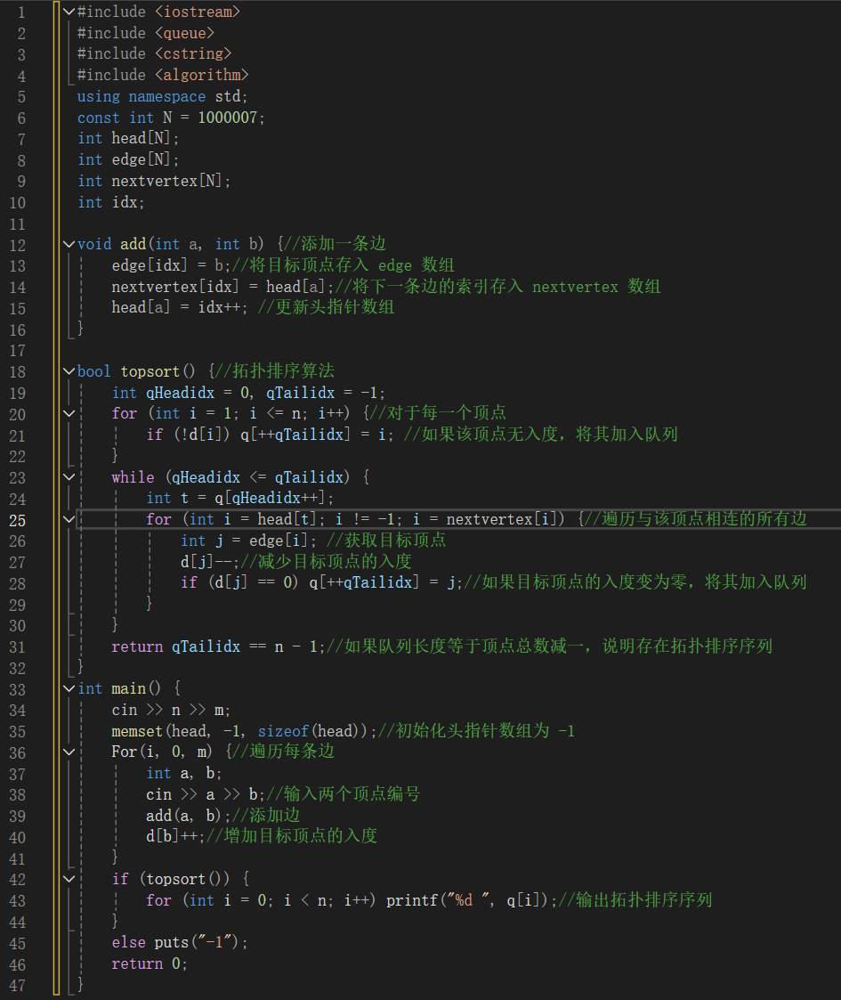 1 #include <iostream>
2 #include <queue>
3 #include <cstring>
4 #include <algorithm>
5 using namespace std;
6 const int N = 1000007;
7 int head[N];
8 int edge[N];
9 int nextvertex[N];
10 int idx;
11
12 void add(int a, int b) {//添加一条边
13     edge[idx] = b;//将目标顶点存入 edge 数组
14     nextvertex[idx] = head[a];//将下一条边的索引存入 nextvertex 数组
15     head[a] = idx++; //更新头指针数组
16 }
17
18 bool topsort() {//拓扑排序算法
19     int qHeadidx = 0, qTailidx = -1;
20     for (int i = 1; i <= n; i++) {//对于每一个顶点
21         if (!d[i]) q[++qTailidx] = i; //如果该顶点无入度，将其加入队列
22     }
23     while (qHeadidx <= qTailidx) {
24         int t = q[qHeadidx++];
25         for (int i = head[t]; i != -1; i = nextvertex[i]) {//遍历与该顶点相连的所有边
26             int j = edge[i]; //获取目标顶点
27             d[j]--;//减少目标顶点的入度
28             if (d[j] == 0) q[++qTailidx] = j;//如果目标顶点的入度变为零，将其加入队列
29         }
30     }
31     return qTailidx == n - 1;//如果队列长度等于顶点总数减一，说明存在拓扑排序序列
32 }
33 int main() {
34     cin >> n >> m;
35     memset(head, -1, sizeof(head));//初始化头指针数组为 -1
36     For(i, 0, m) {//遍历每条边
37         int a, b;
38         cin >> a >> b;//输入两个顶点编号
39         add(a, b);//添加边
40         d[b]++;//增加目标顶点的入度
41     }
42     if (topsort()) {
43         for (int i = 0; i < n; i++) printf("%d ", q[i]);//输出拓扑排序序列
44     }
45     else puts("-1");
46     return 0;
47 }